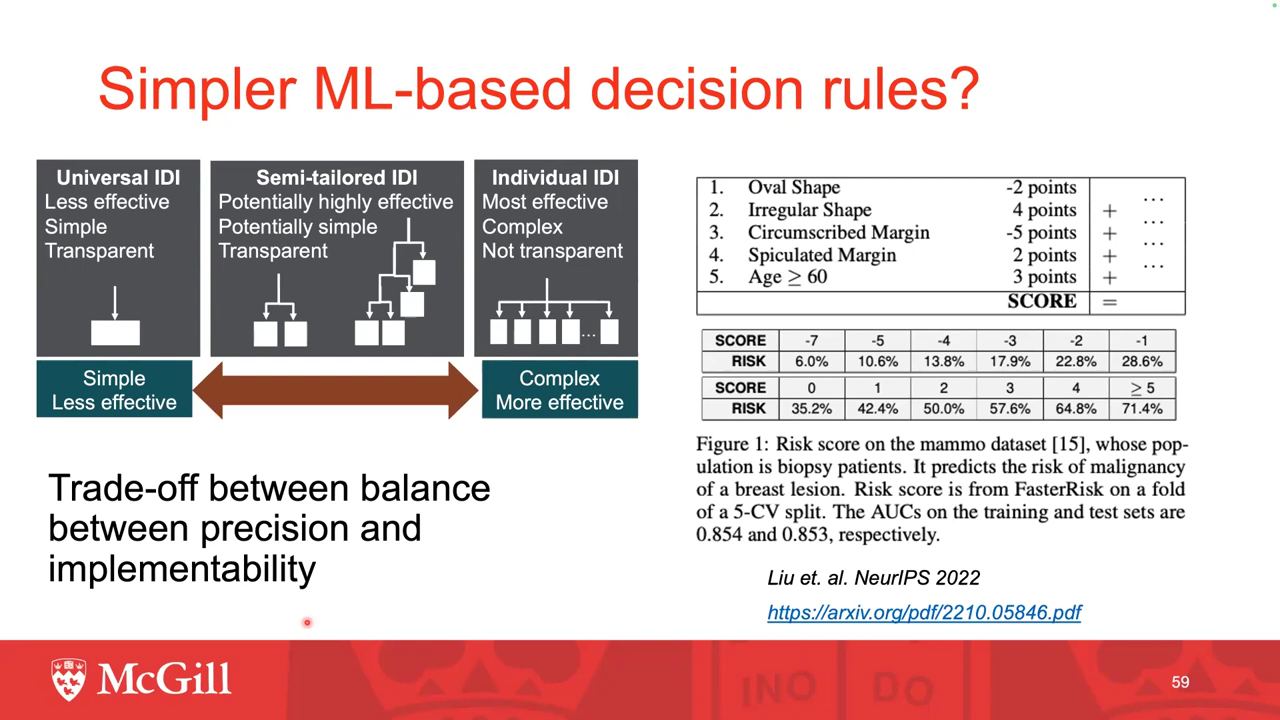 Simpler ML-based decision rules?
Universal IDI
Less effective
Simple
Transparent
Semi-tailored IDI
Potentially highly effective
Potentially simple
Transparent
Individual IDI
Most effective
Complex
Not transparent
...
Simple
Less effective
Complex
More effective
Trade-off between balance
between precision and
implementability
1. Oval Shape -2 points ...
2. Irregular Shape 4 points + ...
3. Circumscribed Margin -5 points + ...
4. Spiculated Margin 2 points + ...
5. Age ≥ 60 3 points +
SCORE =
SCORE -7 -5 -4 -3 -2 -1
RISK 6.0% 10.6% 13.8% 17.9% 22.8% 28.6%
SCORE 0 1 2 3 4 ≥ 5
RISK 35.2% 42.4% 50.0% 57.6% 64.8% 71.4%
Figure 1: Risk score on the mammo dataset [15], whose pop-
ulation is biopsy patients. It predicts the risk of malignancy
of a breast lesion. Risk score is from FasterRisk on a fold
of a 5-CV split. The AUCs on the training and test sets are
0.854 and 0.853, respectively.
Liu et. al. NeurIPS 2022
https://arxiv.org/pdf/2210.05846.pdf
McGill
INO DO
59